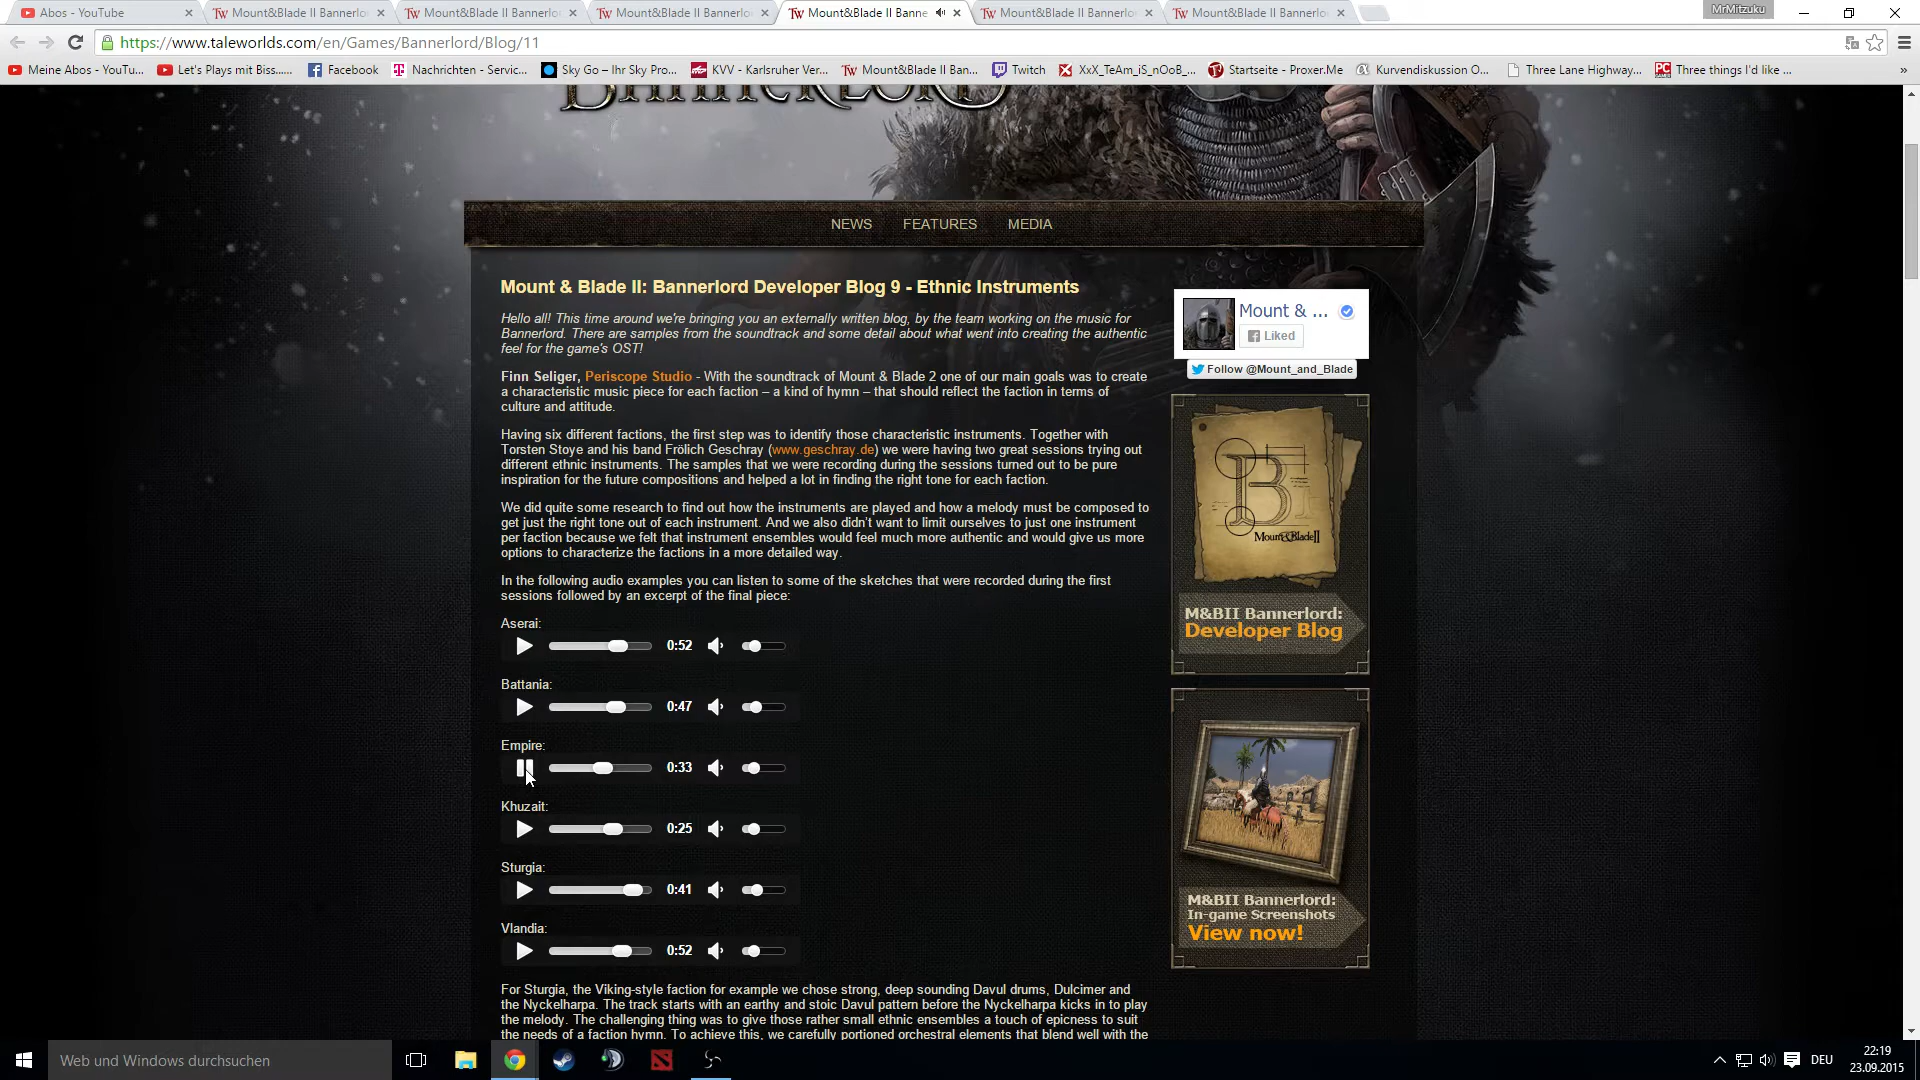 MrMitzuku
Abos - YouTube
Mount&Blade II Bannerlo
Mount&Blade II Bannerlo
Mount&Blade II Bannerlo
Mount&Blade II Banne
Mount&Blade II Bannerlo
Mount&Blade II Bannerlo
https://www.taleworlds.com/en/Games/Bannerlord/Blog/11
Meine Abos - YouTu...
Let's Plays mit Biss......
Facebook
Nachrichten - Servic...
Sky Go – Ihr Sky Pro...
KVV - Karlsruher Ver...
Mount&Blade II Ban...
Twitch
XxX_TeAm_iS_nOoB_...
Startseite - Proxer.Me
Kurvendiskussion O...
Three Lane Highway...
Three things I'd like ...
»
BANNERLORD
NEWS FEATURES MEDIA
Mount & Blade II: Bannerlord Developer Blog 9 - Ethnic Instruments
Hello all! This time around we're bringing you an externally written blog, by the team working on the music for
Bannerlord. There are samples from the soundtrack and some detail about what went into creating the authentic
feel for the game's OST!
Finn Seliger, Periscope Studio - With the soundtrack of Mount & Blade 2 one of our main goals was to create
a characteristic music piece for each faction – a kind of hymn – that should reflect the faction in terms of
culture and attitude.
Having six different factions, the first step was to identify those characteristic instruments. Together with
Torsten Stoye and his band Frölich Geschray (www.geschray.de) we were having two great sessions trying out
different ethnic instruments. The samples that we were recording during the sessions turned out to be pure
inspiration for the future compositions and helped a lot in finding the right tone for each faction.
We did quite some research to find out how the instruments are played and how a melody must be composed to
get just the right tone out of each instrument. And we also didn't want to limit ourselves to just one instrument
per faction because we felt that instrument ensembles would feel much more authentic and would give us more
options to characterize the factions in a more detailed way.
In the following audio examples you can listen to some of the sketches that were recorded during the first
sessions followed by an excerpt of the final piece:
Aserai:
0:52
Battania:
0:47
Empire:
0:33
Khuzait:
0:25
Sturgia:
0:41
Vlandia:
0:52
For Sturgia, the Viking-style faction for example we chose strong, deep sounding Davul drums, Dulcimer and
the Nyckelharpa. The track starts with an earthy and stoic Davul pattern before the Nyckelharpa kicks in to play
the melody. The challenging thing was to give those rather small ethnic ensembles a touch of epicness to suit
the needs of a faction hymn. To achieve this, we carefully portioned orchestral elements that blend well with the
Mount & ...
Liked
Follow @Mount_and_Blade
Mount&Blade II
M&BII Bannerlord:
Developer Blog
M&BII Bannerlord:
In-game Screenshots
View now!
Web und Windows durchsuchen
DEU
22:19
23.09.2015